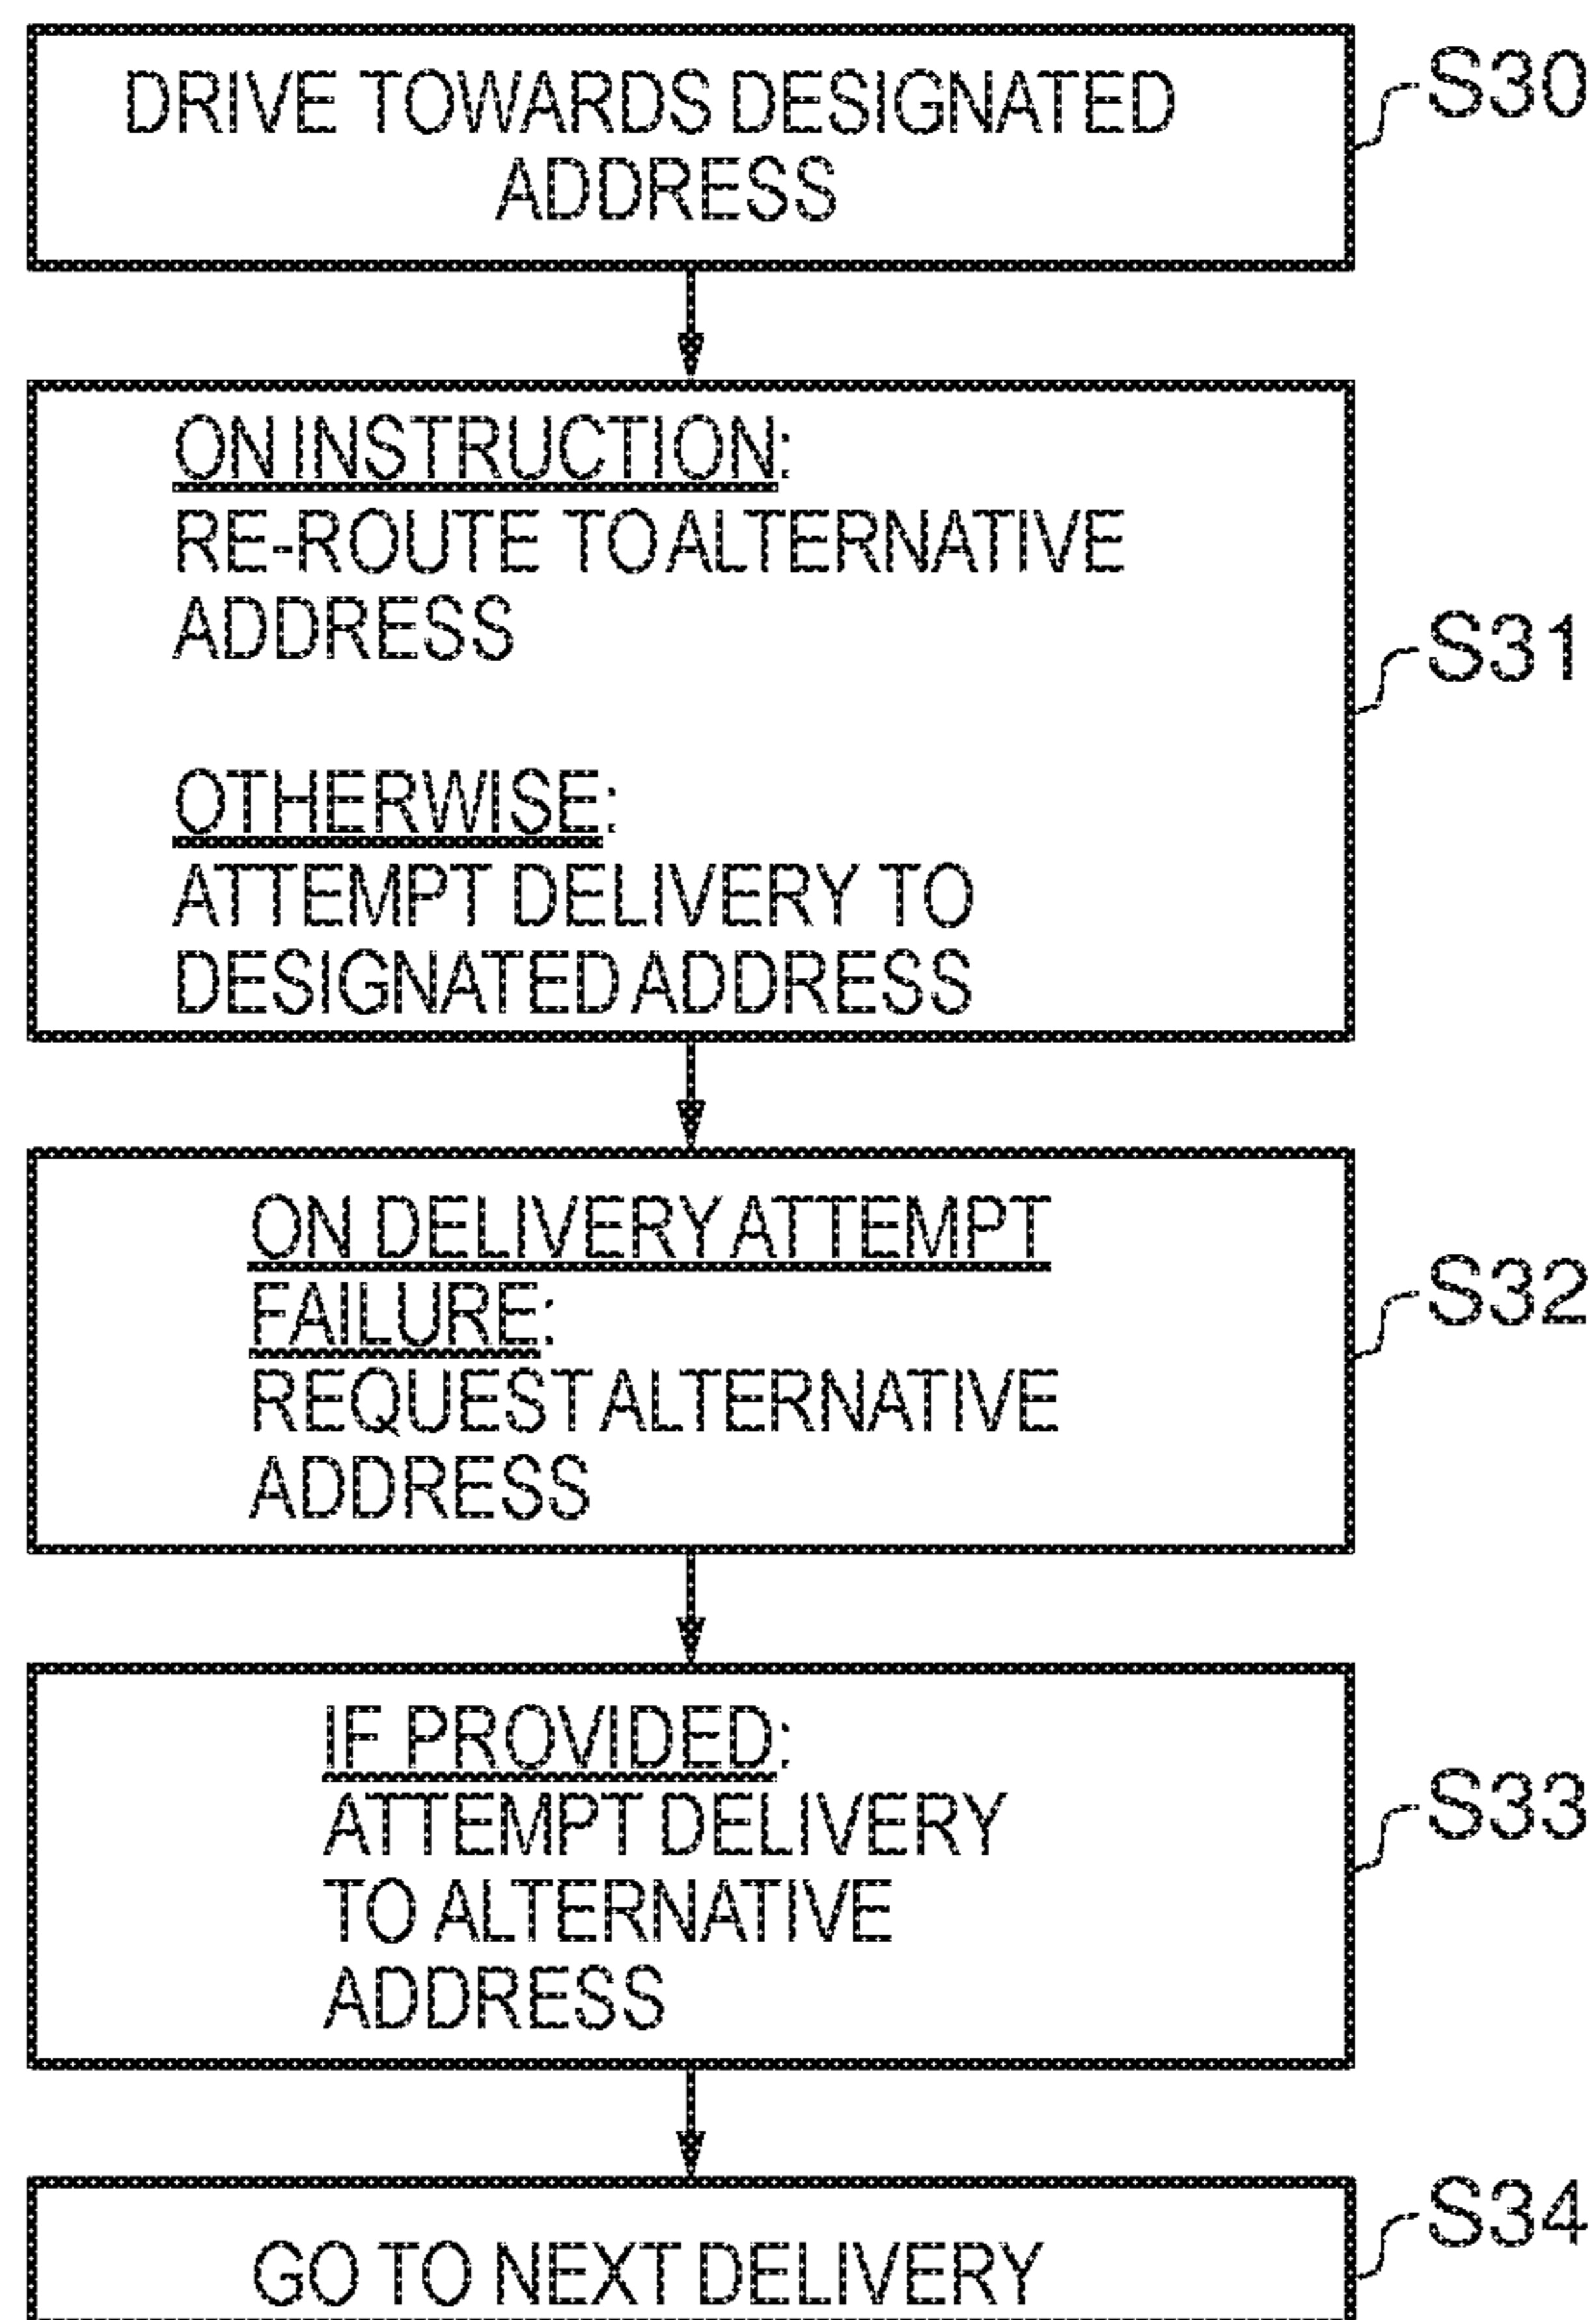 DRIVE TOWARDS DESIGNATED
ADDRESS
S30
ON INSTRUCTION:
RE-ROUTE TO ALTERNATIVE
ADDRESS
S31
OTHERWISE:
ATTEMPT DELIVERY TO
DESIGNATED ADDRESS
ON DELIVERY ATTEMPT
FAILURE:
REQUEST ALTERNATIVE
ADDRESS
S32
IF PROVIDED:
ATTEMPT DELIVERY
TO ALTERNATIVE
ADDRESS
S33
GO TO NEXT DELIVERY
S34